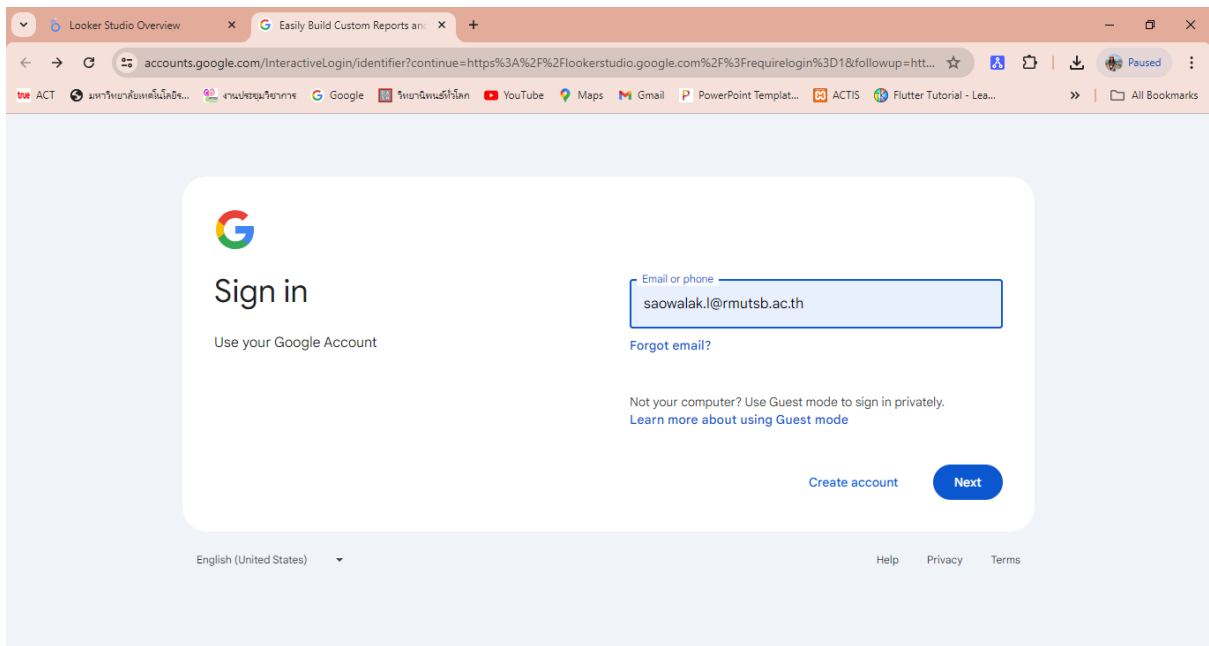 Looker Studio Overview
Easily Build Custom Reports an
accounts.google.com/InteractiveLogin/identifier?continue=https%3A%2F%2Flookerstudio.google.com%2F%3Frequirelogin%3D1&followup=htt...
Paused
true ACT
มหาวิทยาลัยเทคโนโลยีร...
งานประชุมวิชาการ
Google
วิทยานิพนธ์ทั่วโลก
YouTube
Maps
Gmail
PowerPoint Templat...
ACTIS
Flutter Tutorial - Lea...
All Bookmarks
Sign in
Use your Google Account
Email or phone
saowalak.l@rmutsb.ac.th
Forgot email?
Not your computer? Use Guest mode to sign in privately.
Learn more about using Guest mode
Create account
Next
English (United States)
Help
Privacy
Terms